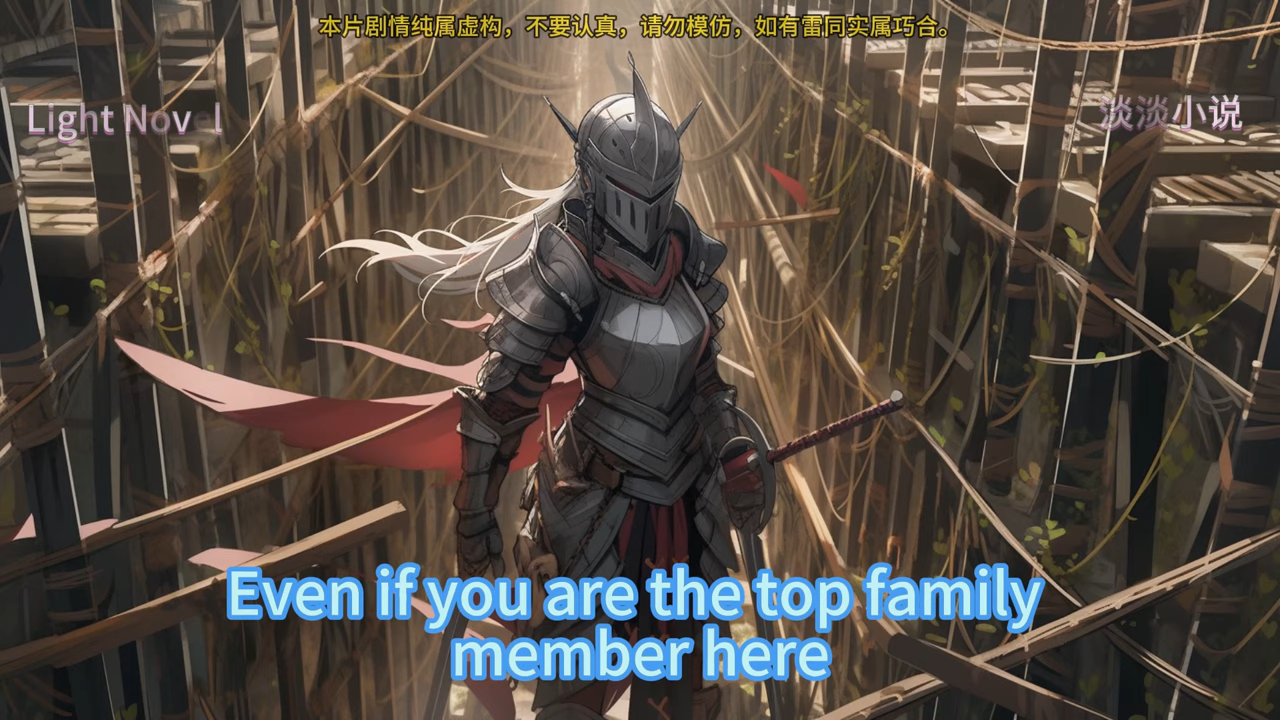 本片剧情纯属虚构，不要认真，请勿模仿，如有雷同实属巧合。
Light Novel
淡淡小说
Even if you are the top family
member here